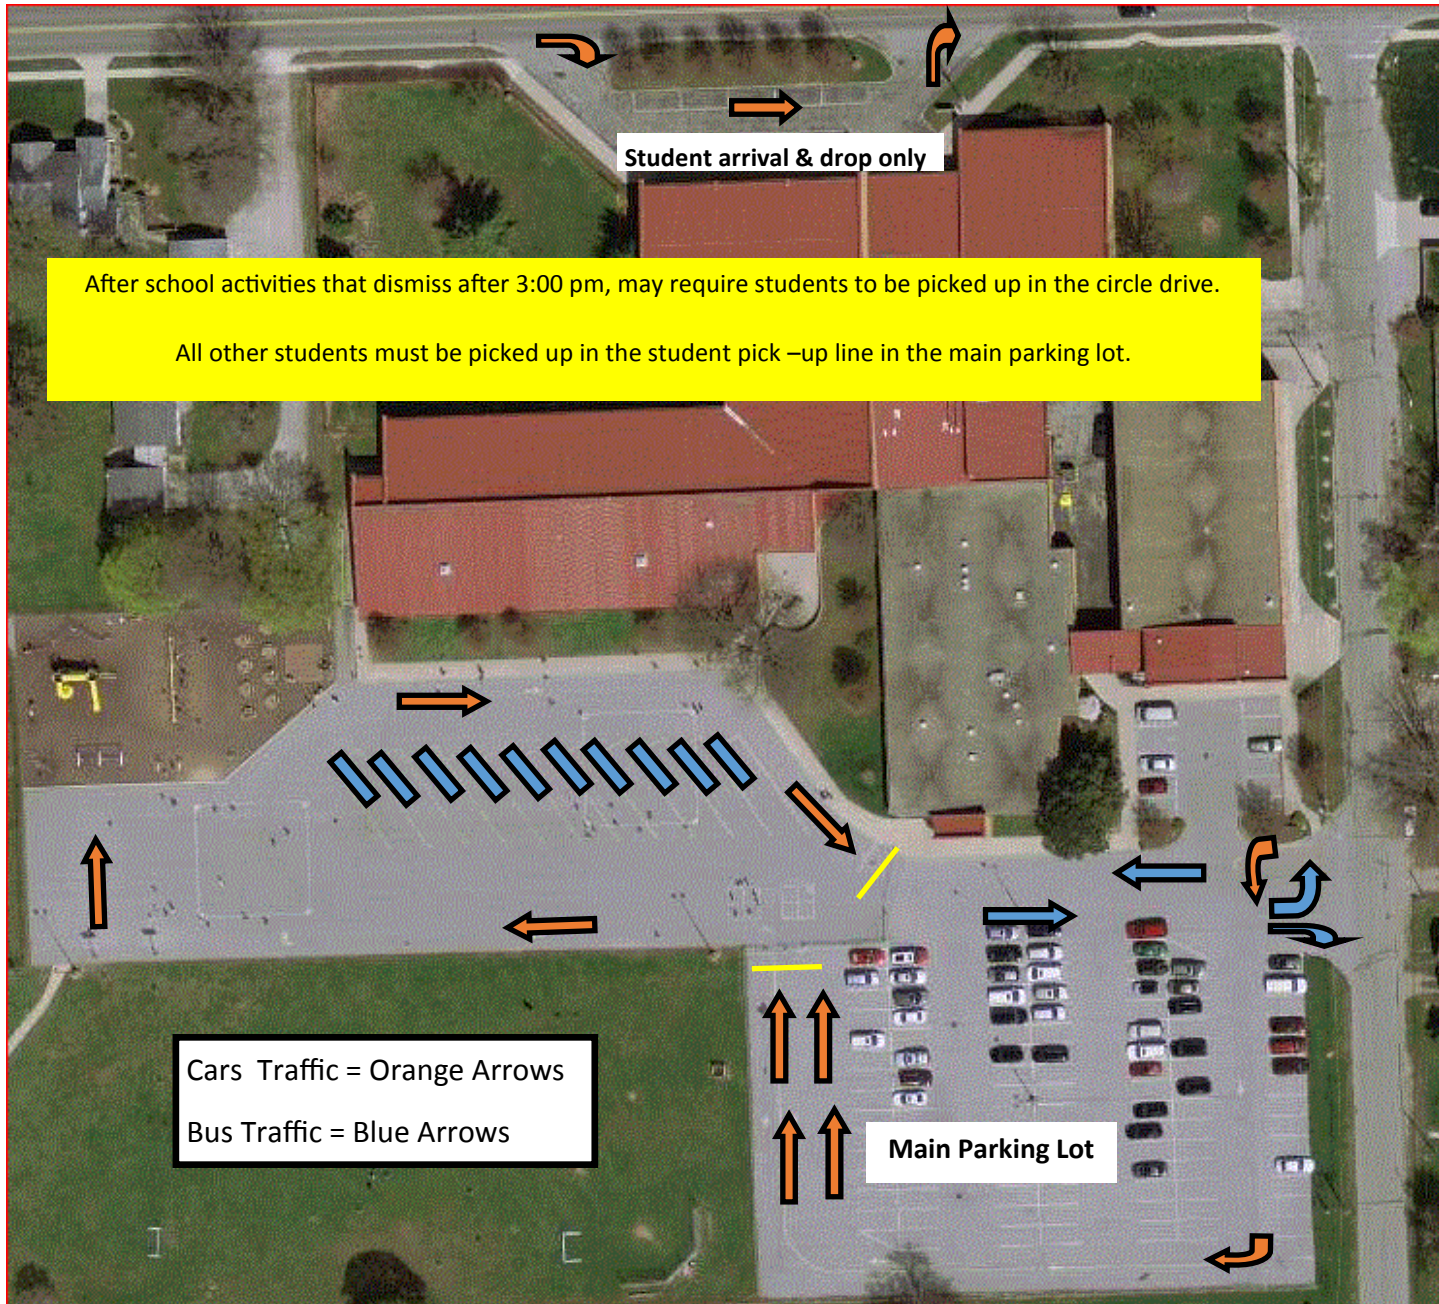 Student arrival & drop only
After school activities that dismiss after 3:00 pm, may require students to be picked up in the circle drive.
All other students must be picked up in the student pick –up line in the main parking lot.
Cars Traffic = Orange Arrows
Bus Traffic = Blue Arrows
Main Parking Lot